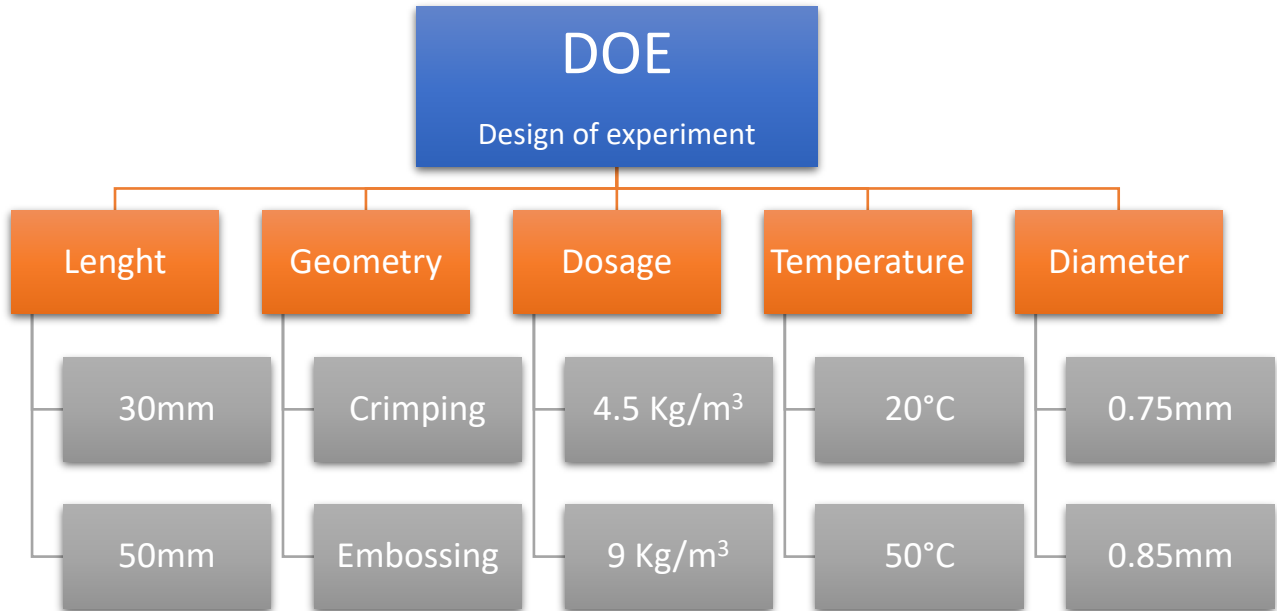 DOE
Design of experiment
Lenght
Geometry
Dosage
Temperature
Diameter
30mm
Crimping
4.5 Kg/m³
20°C
0.75mm
50mm
Embossing
9 Kg/m³
50°C
0.85mm